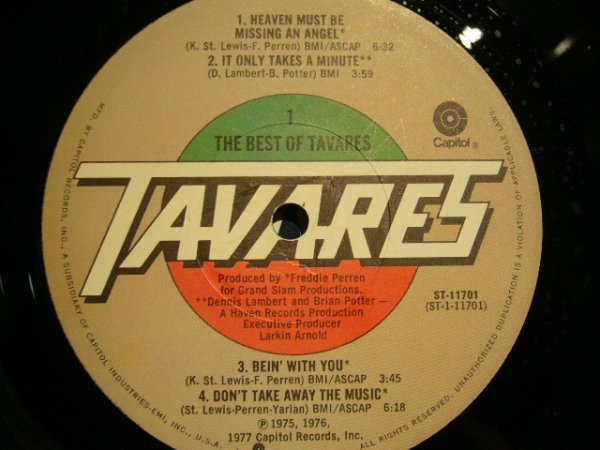 1. HEAVEN MUST BE
MISSING AN ANGEL*
(K. St. Lewis-F. Perren) BMI/ASCAP 6:32
2. IT ONLY TAKES A MINUTE**
(D. Lambert-B. Potter) BMI 3:59
1
THE BEST OF TAVARES
Capitol®
TAVARES
Produced by *Freddie Perren
for Grand Slam Productions.
**Dennis Lambert and Brian Potter —
A Haven Records Production
Executive Producer
Larkin Arnold
ST-11701
(ST-1-11701)
3. BEIN' WITH YOU*
(K. St. Lewis-F. Perren) BMI/ASCAP 3:45
4. DON'T TAKE AWAY THE MUSIC*
(St. Lewis-Perren-Yarian) BMI/ASCAP 6:18
℗ 1975, 1976,
1977 Capitol Records, Inc.
MFD. BY CAPITOL RECORDS, INC., A SUBSIDIARY OF CAPITOL INDUSTRIES-EMI, INC., U.S.A.
ALL RIGHTS RESERVED. UNAUTHORIZED DUPLICATION IS A VIOLATION OF APPLICABLE LAWS.